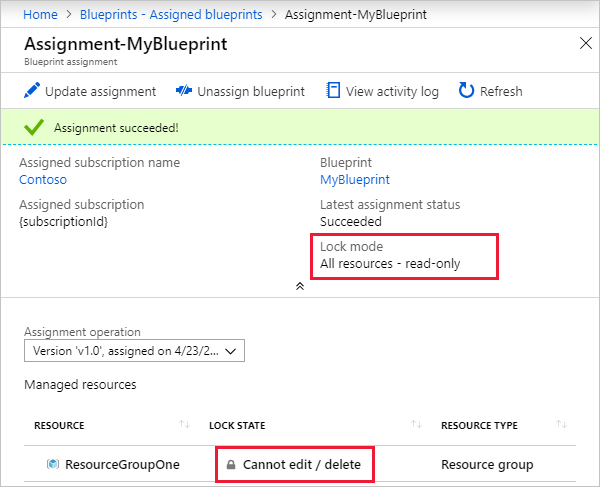 Home > Blueprints - Assigned blueprints > Assignment-MyBlueprint
Assignment-MyBlueprint
Blueprint assignment
Update assignment Unassign blueprint View activity log Refresh
Assignment succeeded!
Assigned subscription name
Contoso
Blueprint
MyBlueprint
Assigned subscription
{subscriptionId}
Latest assignment status
Succeeded
Lock mode
All resources - read-only
Assignment operation
Version 'v1.0', assigned on 4/23/2...
Managed resources
RESOURCE LOCK STATE RESOURCE TYPE
ResourceGroupOne Cannot edit / delete Resource group